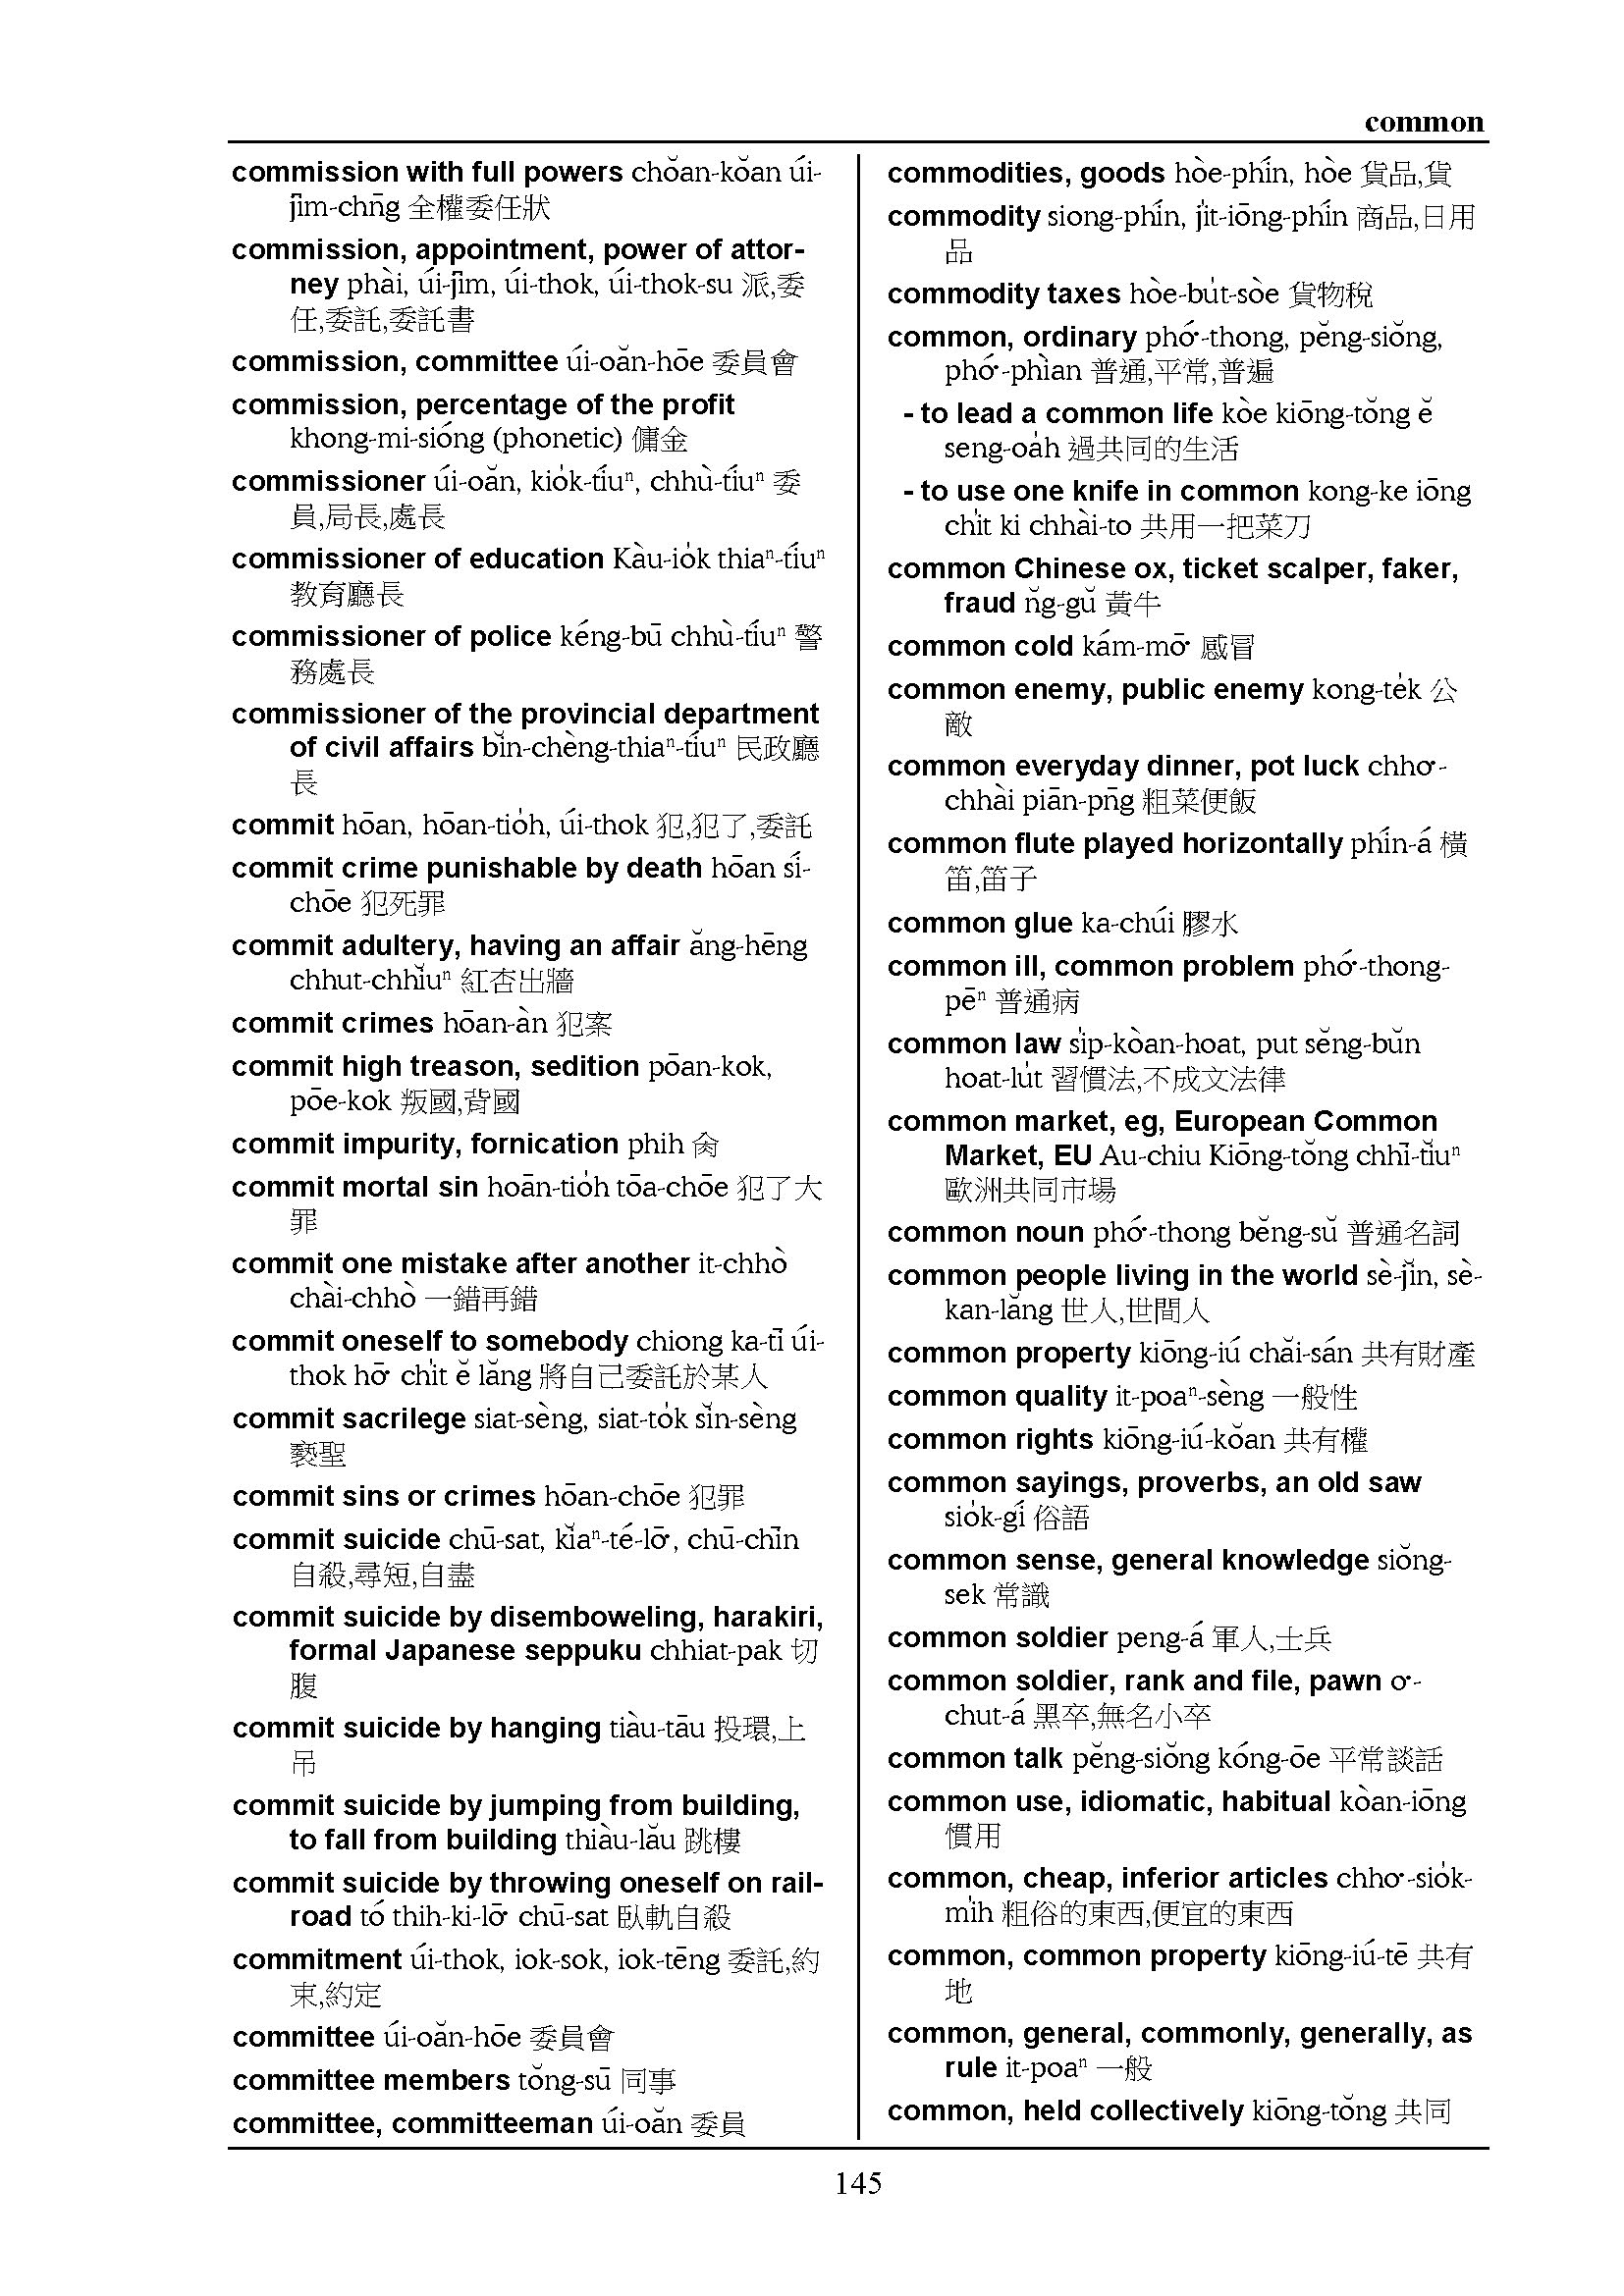 common
commission with full powers chŏan-kŏan úi-
jīm-chn̄g 全權委任狀
commission, appointment, power of attor-
ney phài, úi-jīm, úi-thok, úi-thok-su 派,委
任,委託,委託書
commission, committee úi-oăn-hōe 委員會
commission, percentage of the profit
khong-mi-sióng (phonetic) 傭金
commissioner úi-oăn, kio̍k-tíuⁿ, chhù-tíuⁿ 委
員,局長,處長
commissioner of education Kàu-io̍k thiaⁿ-tíuⁿ
教育廳長
commissioner of police kéng-bū chhù-tíuⁿ 警
務處長
commissioner of the provincial department
of civil affairs bĭn-chèng-thiaⁿ-tíuⁿ 民政廳
長
commit hōan, hōan-tio̍h, úi-thok 犯,犯了,委託
commit crime punishable by death hōan sí-
chōe 犯死罪
commit adultery, having an affair ăng-hēng
chhut-chhĭuⁿ 紅杏出牆
commit crimes hōan-àn 犯案
commit high treason, sedition pōan-kok,
pōe-kok 叛國,背國
commit impurity, fornication phih 肏
commit mortal sin hoān-tio̍h tōa-chōe 犯了大
罪
commit one mistake after another it-chhò
chài-chhò 一錯再錯
commit oneself to somebody chiong ka-tī úi-
thok hō͘ chi̍t ĕ lăng 將自己委託於某人
commit sacrilege siat-sèng, siat-to̍k sĭn-sèng
褻聖
commit sins or crimes hōan-chōe 犯罪
commit suicide chū-sat, kĭaⁿ-té-lō͘, chū-chīn
自殺,尋短,自盡
commit suicide by disemboweling, harakiri,
formal Japanese seppuku chhiat-pak 切
腹
commit suicide by hanging tiàu-tāu 投環,上
吊
commit suicide by jumping from building,
to fall from building thiàu-lău 跳樓
commit suicide by throwing oneself on rail-
road tó thih-ki-lō͘ chū-sat 臥軌自殺
commitment úi-thok, iok-sok, iok-tēng 委託,約
束,約定
committee úi-oăn-hōe 委員會
committee members tŏng-sū 同事
committee, committeeman úi-oăn 委員
commodities, goods hòe-phín, hòe 貨品,貨
commodity siong-phín, ji̍t-iōng-phín 商品,日用
品
commodity taxes hòe-bu̍t-sòe 貨物稅
common, ordinary phó͘-thong, pĕng-siŏng,
phó͘-phìan 普通,平常,普遍
- to lead a common life kòe kiōng-tŏng ĕ
seng-oa̍h 過共同的生活
- to use one knife in common kong-ke iōng
chi̍t ki chhài-to 共用一把菜刀
common Chinese ox, ticket scalper, faker,
fraud n̆g-gŭ 黃牛
common cold kám-mō͘ 感冒
common enemy, public enemy kong-te̍k 公
敵
common everyday dinner, pot luck chho͘-
chhài piān-pn̄g 粗菜便飯
common flute played horizontally phín-á 橫
笛,笛子
common glue ka-chúi 膠水
common ill, common problem phó͘-thong-
pēⁿ 普通病
common law si̍p-kòan-hoat, put sĕng-bŭn
hoat-lu̍t 習慣法,不成文法律
common market, eg, European Common
Market, EU Au-chiu Kiōng-tŏng chhī-tĭuⁿ
歐洲共同市場
common noun phó͘-thong bĕng-sŭ 普通名詞
common people living in the world sè-jĭn, sè-
kan-lăng 世人,世間人
common property kiōng-iú chăi-sán 共有財產
common quality it-poaⁿ-sèng 一般性
common rights kiōng-iú-kŏan 共有權
common sayings, proverbs, an old saw
sio̍k-gí 俗語
common sense, general knowledge siŏng-
sek 常識
common soldier peng-á 軍人,士兵
common soldier, rank and file, pawn o͘-
chut-á 黑卒,無名小卒
common talk pĕng-siŏng kóng-ōe 平常談話
common use, idiomatic, habitual kòan-iōng
慣用
common, cheap, inferior articles chho͘-sio̍k-
mi̍h 粗俗的東西,便宜的東西
common, common property kiōng-iú-tē 共有
地
common, general, commonly, generally, as
rule it-poaⁿ 一般
common, held collectively kiōng-tŏng 共同
145